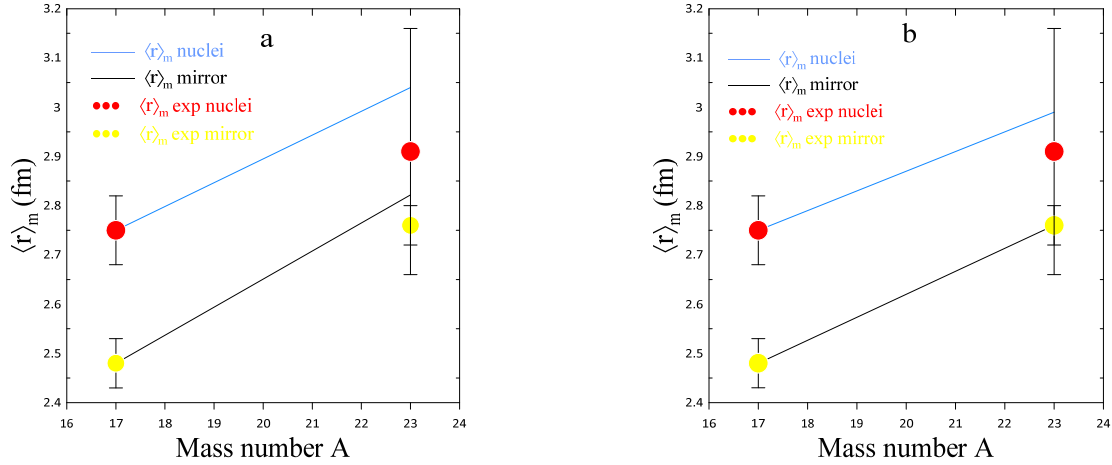 a
⟨r⟩m nuclei
⟨r⟩m mirror
⟨r⟩m exp nuclei
⟨r⟩m exp mirror
3.2
3.1
3
2.9
2.8
2.7
2.6
2.5
2.4
⟨r⟩m (fm)
16 17 18 19 20 21 22 23 24
Mass number A
b
⟨r⟩m nuclei
⟨r⟩m mirror
⟨r⟩m exp nuclei
⟨r⟩m exp mirror
3.2
3.1
3
2.9
2.8
2.7
2.6
2.5
2.4
⟨r⟩m (fm)
16 17 18 19 20 21 22 23 24
Mass number A